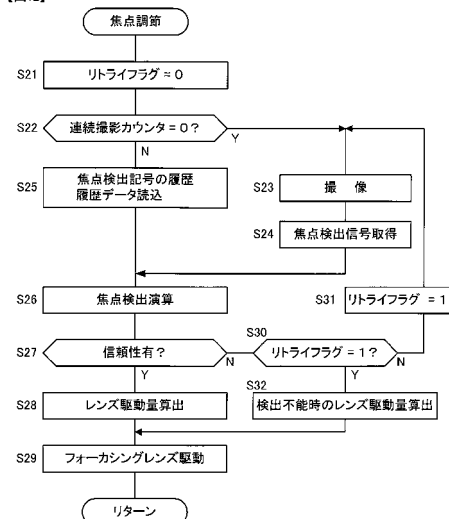 焦点調節
S21 リトライフラグ = 0
S22 連続撮影カウンタ = 0 ?
Y
N
S25 焦点検出記号の履歴
履歴データ読込
S23 撮 像
S24 焦点検出信号取得
S26 焦点検出演算
S31 リトライフラグ = 1
S27 信頼性有?
N
Y
S30 リトライフラグ = 1 ?
N
Y
S28 レンズ駆動量算出
S32 検出不能時のレンズ駆動量算出
S29 フォーカシングレンズ駆動
リターン